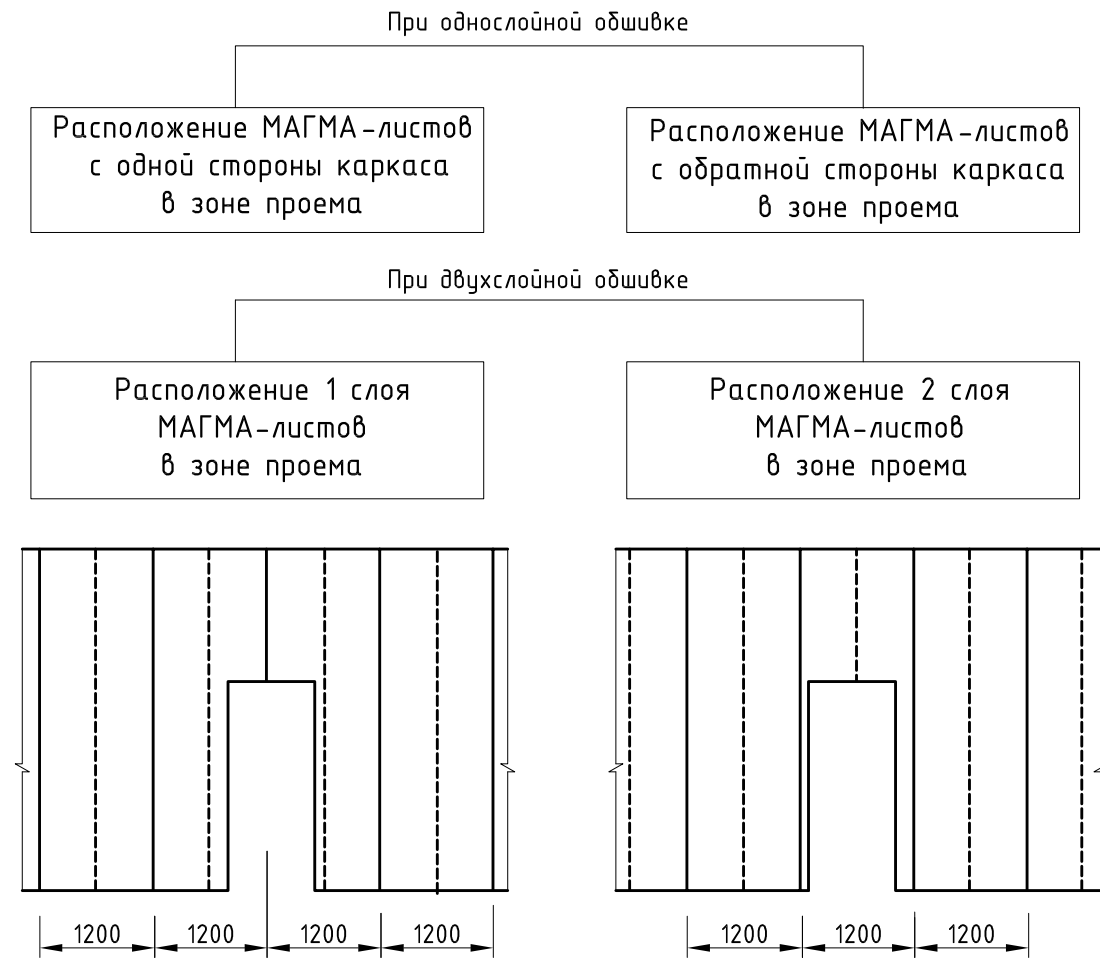 При однослойной обшивке
Расположение МАГМА-листов
с одной стороны каркаса
в зоне проема
Расположение МАГМА-листов
с обратной стороны каркаса
в зоне проема
При двухслойной обшивке
Расположение 1 слоя
МАГМА-листов
в зоне проема
Расположение 2 слоя
МАГМА-листов
в зоне проема
1200 1200 1200 1200
1200 1200 1200